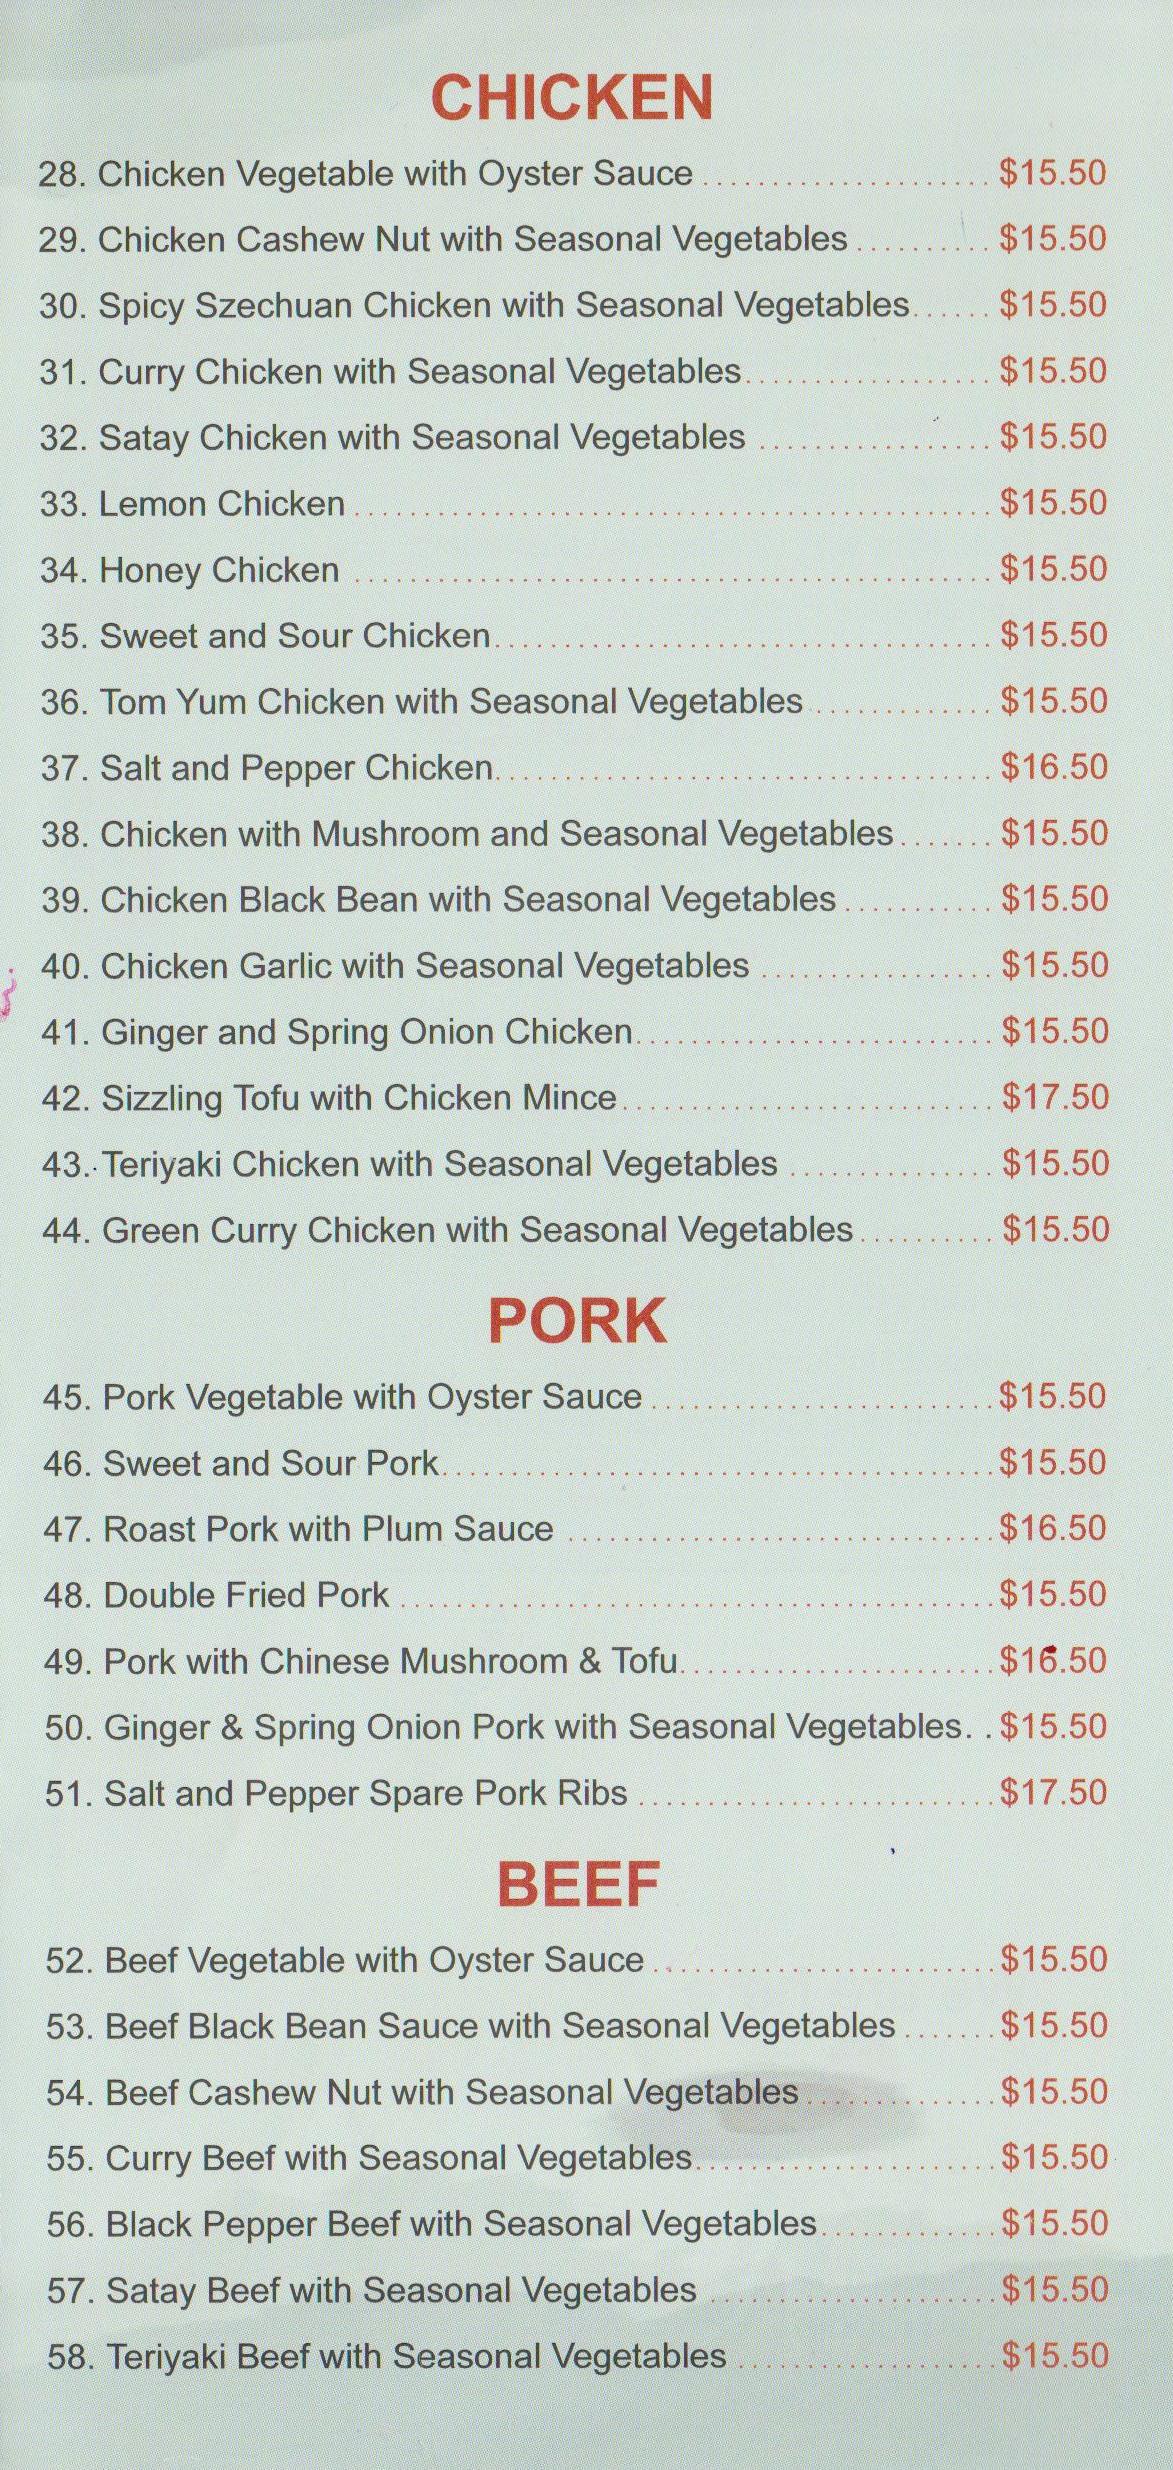 CHICKEN
28. Chicken Vegetable with Oyster Sauce ..................... $15.50
29. Chicken Cashew Nut with Seasonal Vegetables .......... $15.50
30. Spicy Szechuan Chicken with Seasonal Vegetables...... $15.50
31. Curry Chicken with Seasonal Vegetables.................. $15.50
32. Satay Chicken with Seasonal Vegetables ................. $15.50
33. Lemon Chicken .............................................. $15.50
34. Honey Chicken .............................................. $15.50
35. Sweet and Sour Chicken.................................... $15.50
36. Tom Yum Chicken with Seasonal Vegetables ............. $15.50
37. Salt and Pepper Chicken.................................... $16.50
38. Chicken with Mushroom and Seasonal Vegetables ....... $15.50
39. Chicken Black Bean with Seasonal Vegetables ........... $15.50
40. Chicken Garlic with Seasonal Vegetables ................. $15.50
41. Ginger and Spring Onion Chicken.......................... $15.50
42. Sizzling Tofu with Chicken Mince........................... $17.50
43. Teriyaki Chicken with Seasonal Vegetables ............... $15.50
44. Green Curry Chicken with Seasonal Vegetables .......... $15.50
PORK
45. Pork Vegetable with Oyster Sauce .........................$15.50
46. Sweet and Sour Pork........................................$15.50
47. Roast Pork with Plum Sauce ...............................$16.50
48. Double Fried Pork ...........................................$15.50
49. Pork with Chinese Mushroom & Tofu.......................$16.50
50. Ginger & Spring Onion Pork with Seasonal Vegetables. .$15.50
51. Salt and Pepper Spare Pork Ribs ..........................$17.50
BEEF
52. Beef Vegetable with Oyster Sauce .........................$15.50
53. Beef Black Bean Sauce with Seasonal Vegetables .......$15.50
54. Beef Cashew Nut with Seasonal Vegetables ..............$15.50
55. Curry Beef with Seasonal Vegetables......................$15.50
56. Black Pepper Beef with Seasonal Vegetables.............$15.50
57. Satay Beef with Seasonal Vegetables .....................$15.50
58. Teriyaki Beef with Seasonal Vegetables ...................$15.50